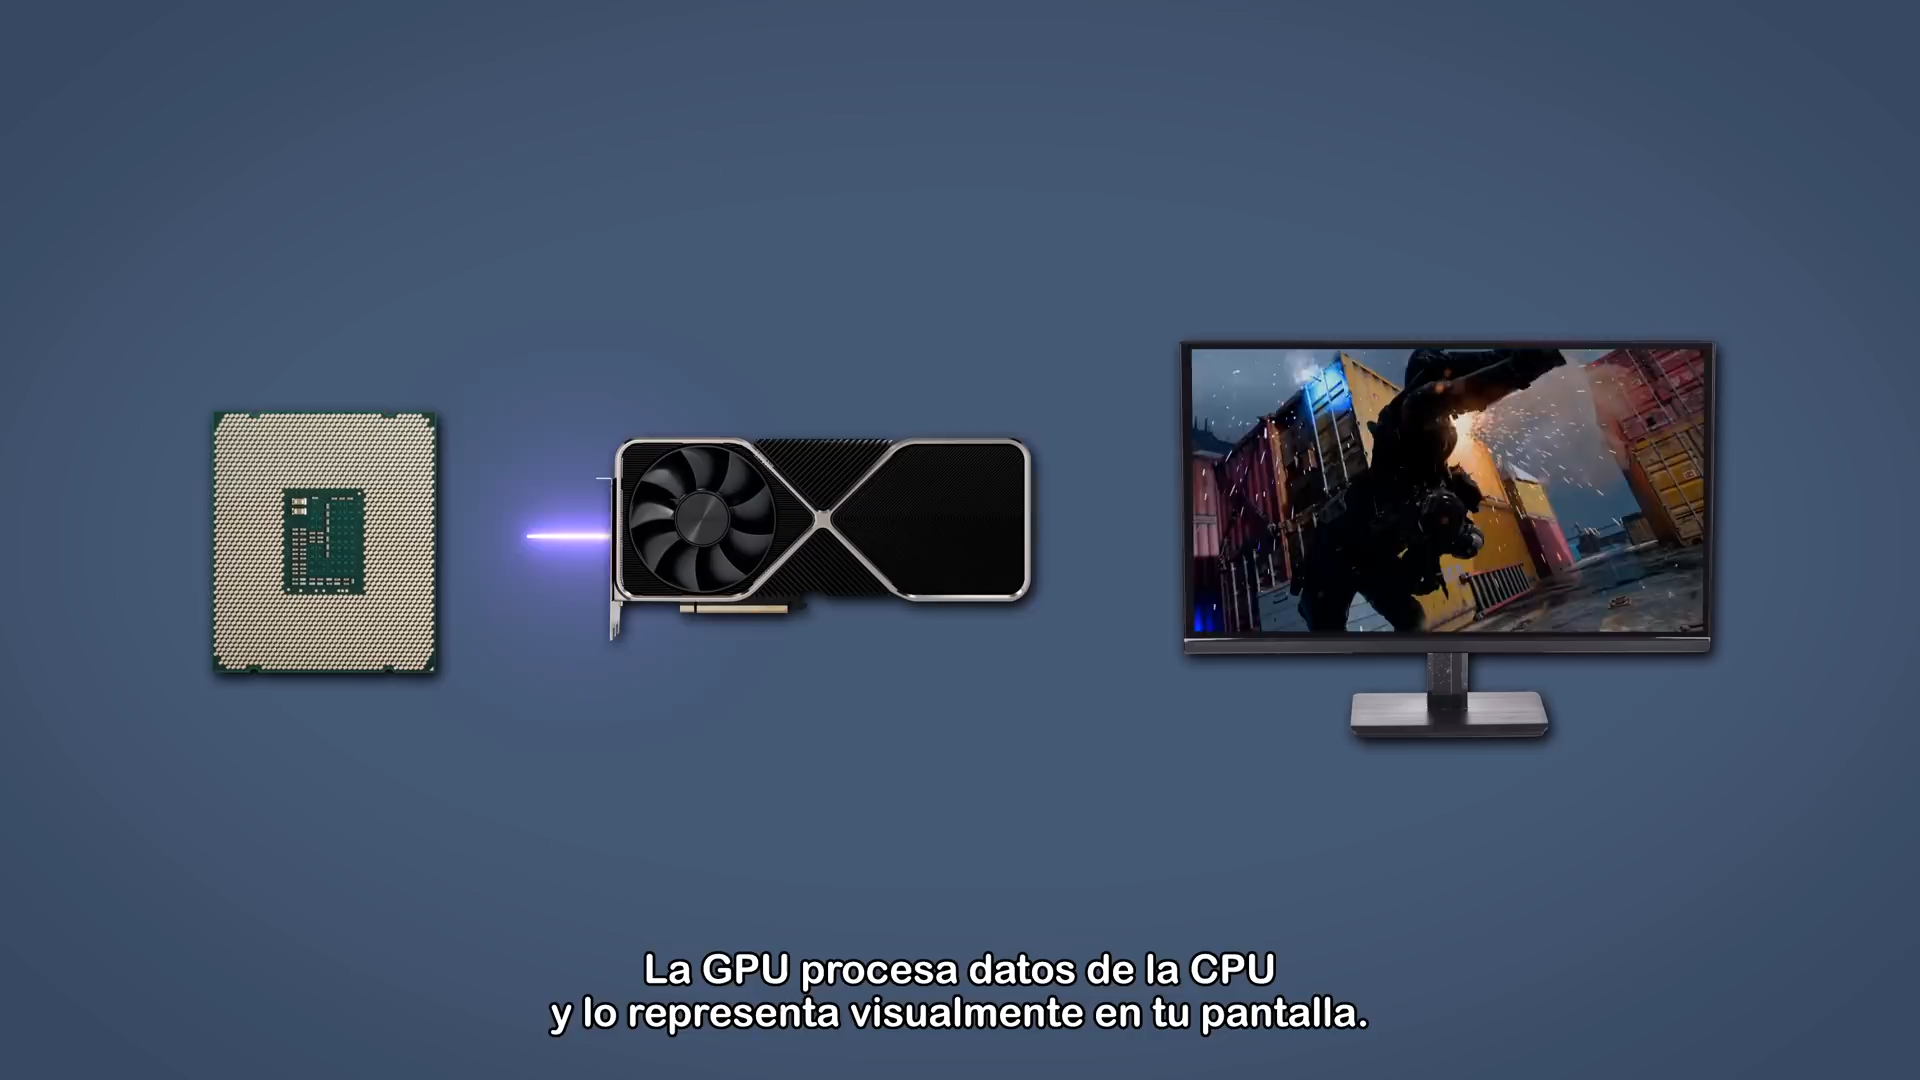 La GPU procesa datos de la CPU
y lo representa visualmente en tu pantalla.